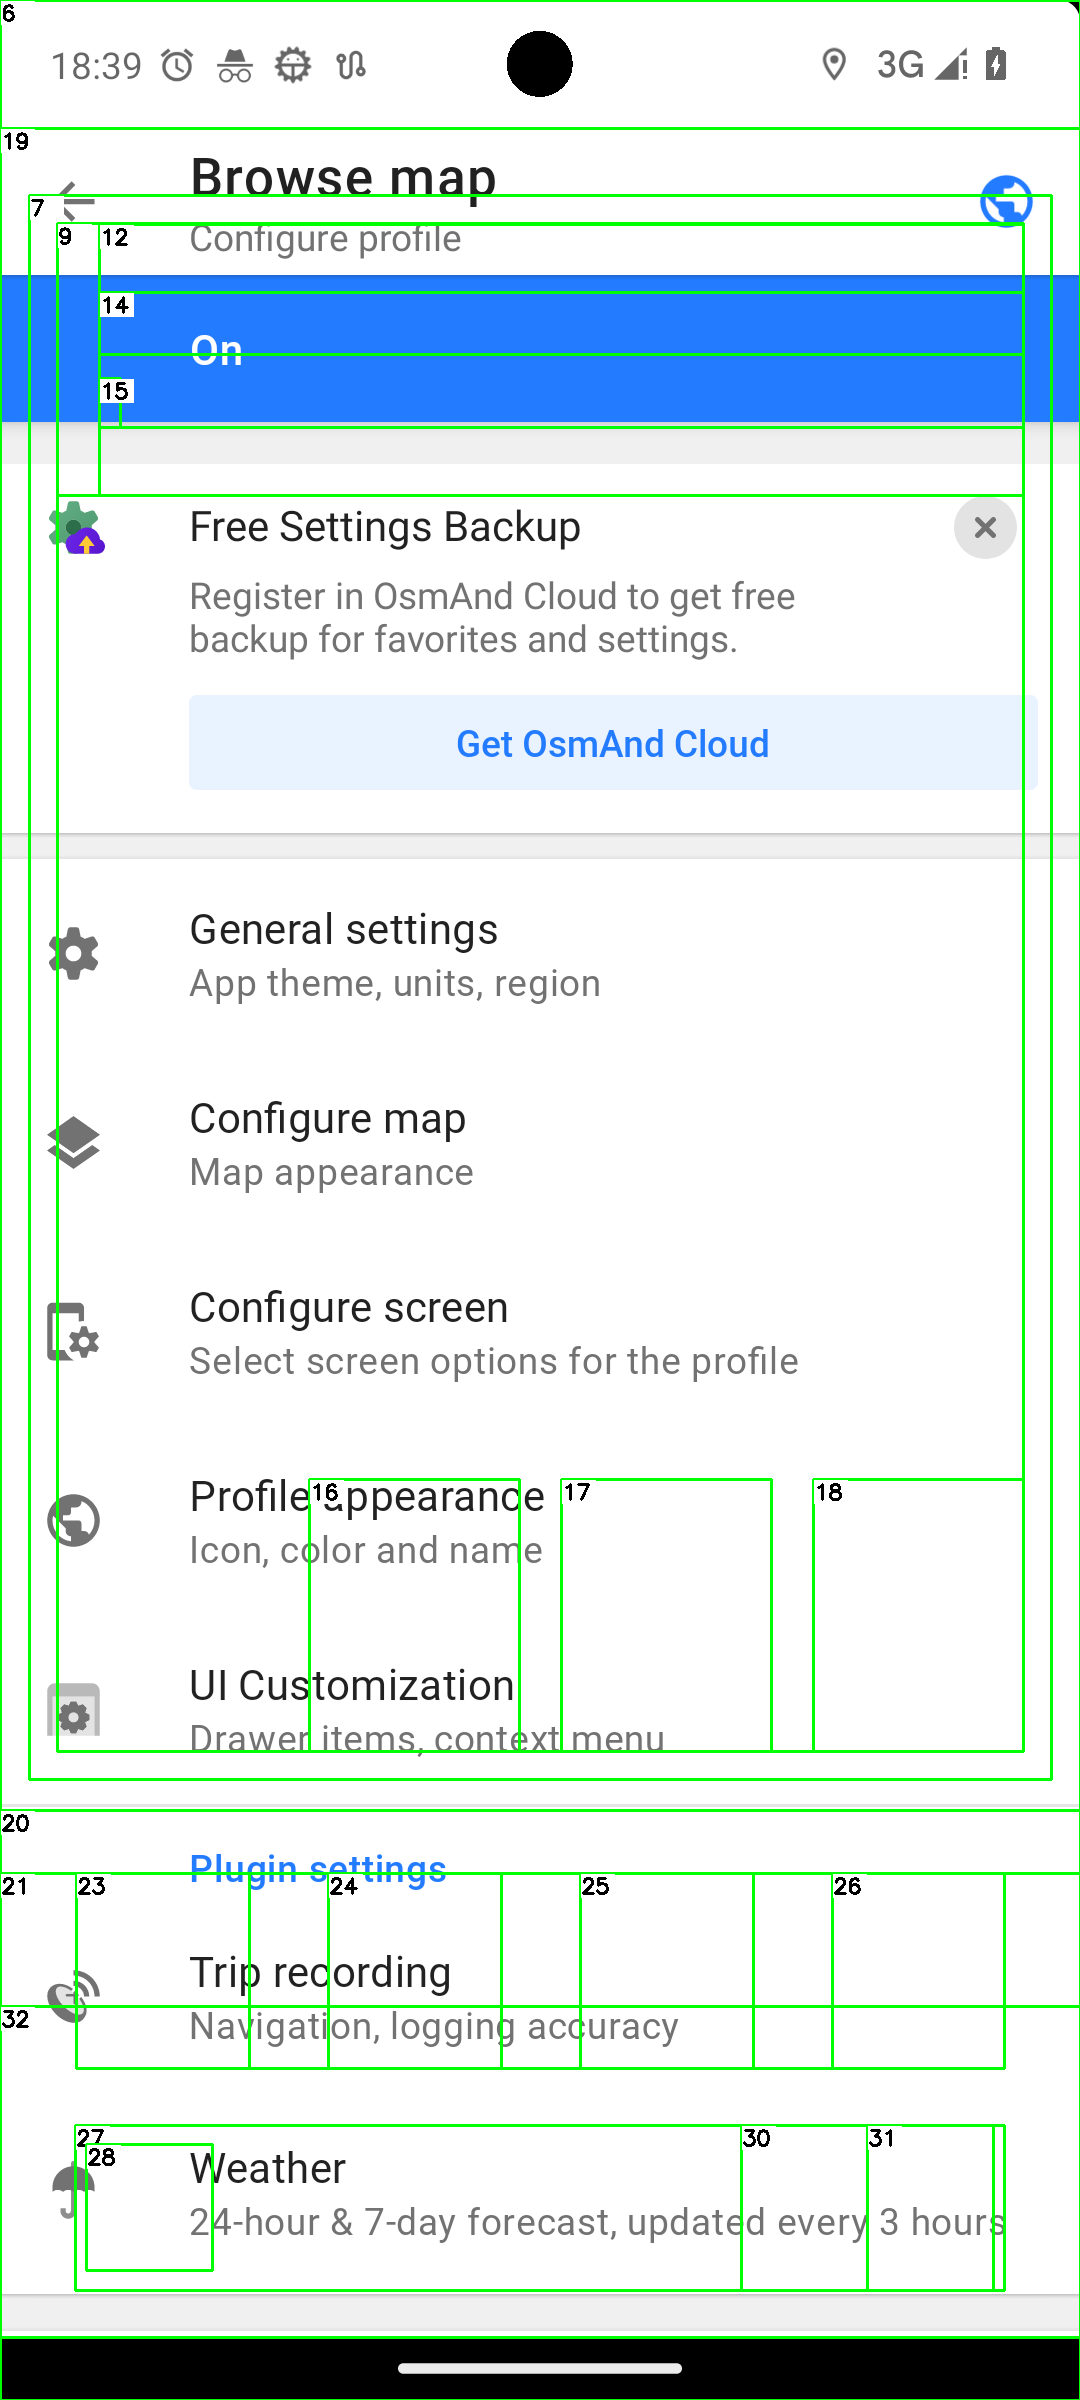 6
18:39
3G
19
Browse map
7
9
12
Configure profile
14
On
15
Free Settings Backup
Register in OsmAnd Cloud to get free
backup for favorites and settings.
Get OsmAnd Cloud
General settings
App theme, units, region
Configure map
Map appearance
Configure screen
Select screen options for the profile
Profile appearance
16
17
18
Icon, color and name
UI Customization
Drawer items, context menu
20
Plugin settings
21
23
24
25
26
Trip recording
32
Navigation, logging accuracy
27
30
31
28
Weather
24-hour & 7-day forecast, updated every 3 hours